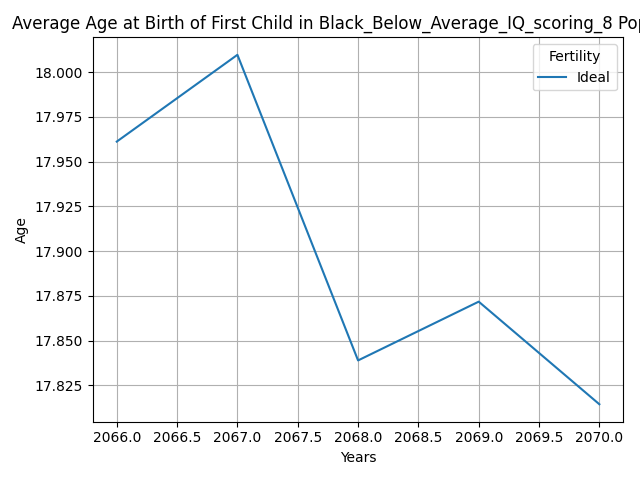 Average Age at Birth of First Child in Black_Below_Average_IQ_scoring_8 Pop
Fertility
Ideal
18.000
17.975
17.950
17.925
17.900
17.875
17.850
17.825
Age
2066.0 2066.5 2067.0 2067.5 2068.0 2068.5 2069.0 2069.5 2070.0
Years